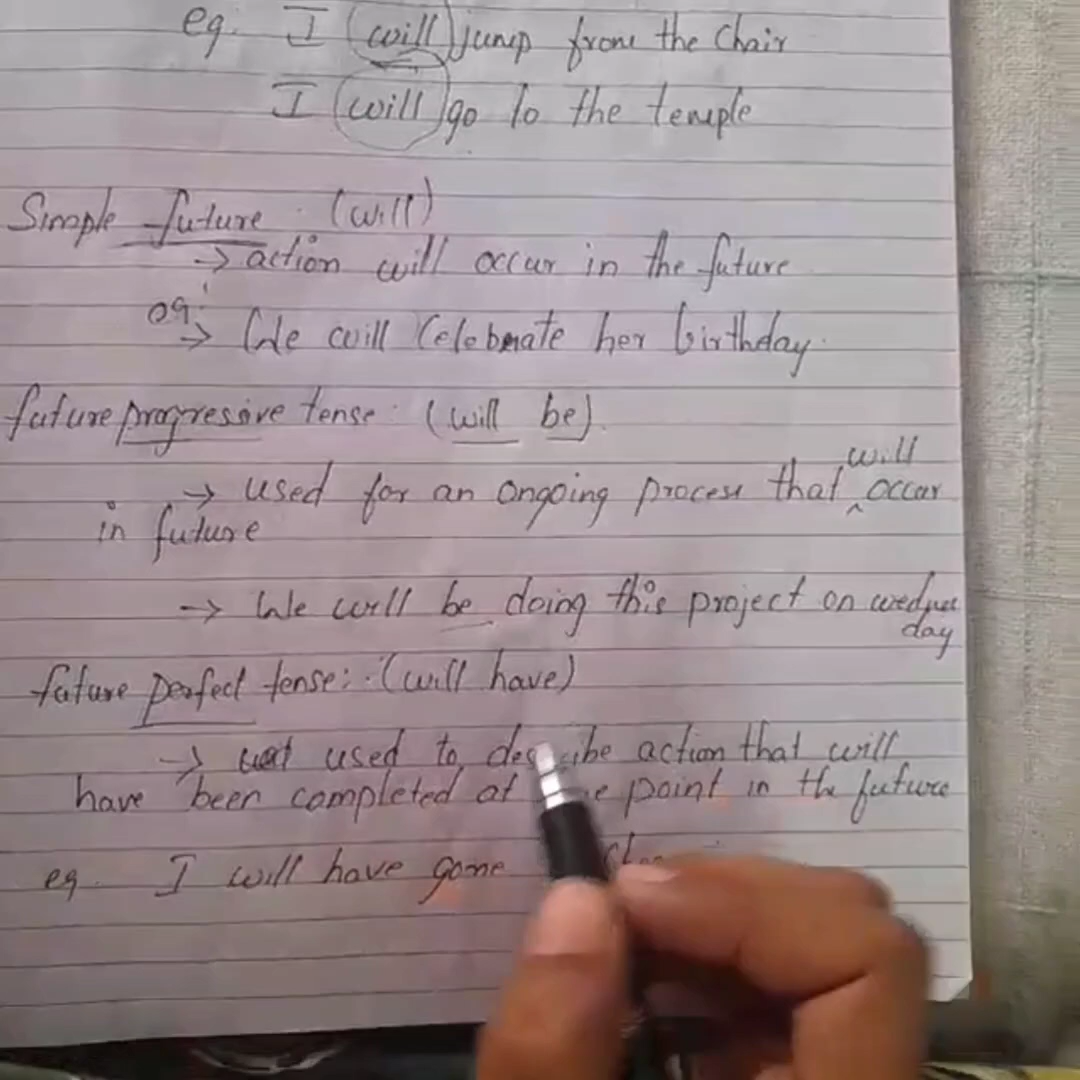 eg. I will jump from the Chair
I will go to the temple
Simple future : (will)
→ action will occur in the future
eg:
→ We will Celebrate her birthday.
future progressive tense : (will be).
will
→ used for an ongoing process that ^ occur
in future
→ We will be doing this project on wednes
day
future perfect tense : (will have)
→ used to describe action that will
have been completed at point in the future
eg. I will have gone